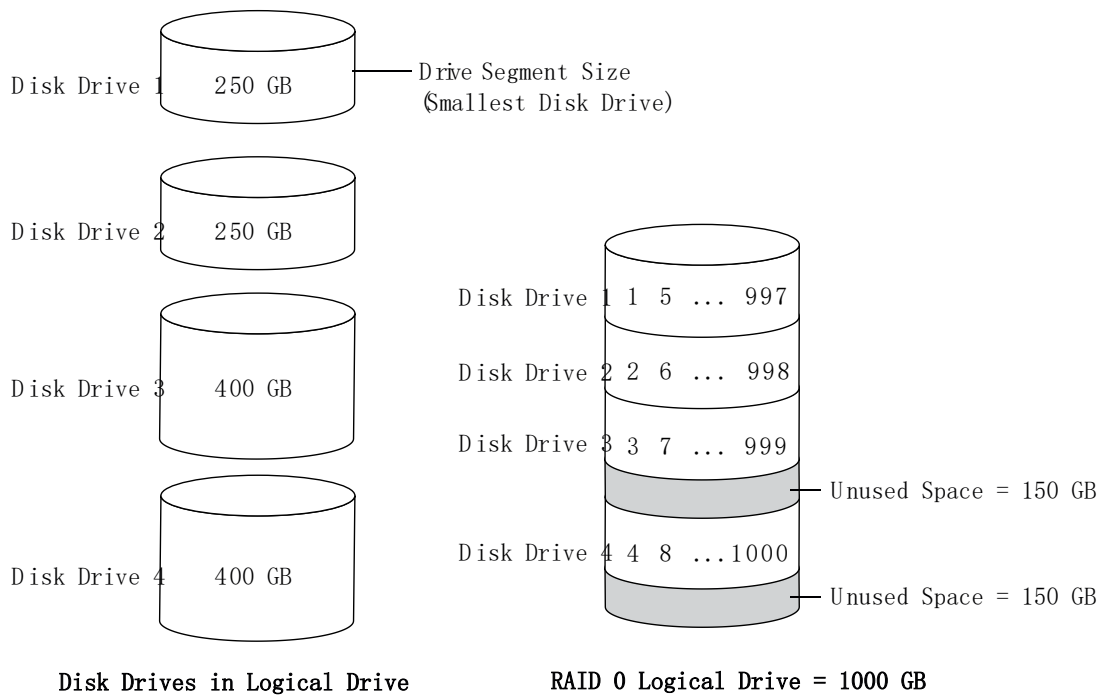 Disk Drive 1
250 GB
Drive Segment Size
(Smallest Disk Drive)
Disk Drive 2
250 GB
Disk Drive 3
400 GB
Disk Drive 4
400 GB
Disk Drives in Logical Drive
Disk Drive 1 1 5 ... 997
Disk Drive 2 2 6 ... 998
Disk Drive 3 3 7 ... 999
Unused Space = 150 GB
Disk Drive 4 4 8 ...1000
Unused Space = 150 GB
RAID 0 Logical Drive = 1000 GB